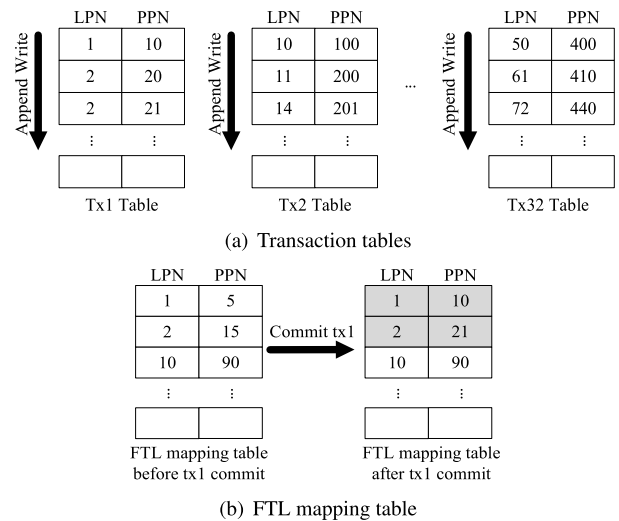 LPN PPN LPN PPN LPN PPN
Append Write 1 10 Append Write 10 100 Append Write 50 400
2 20 11 200 ... 61 410
2 21 14 201 72 440
⋮ ⋮ ⋮ ⋮ ⋮ ⋮
Tx1 Table Tx2 Table Tx32 Table
(a) Transaction tables
LPN PPN LPN PPN
1 5 1 10
2 15 Commit tx1 2 21
10 90 10 90
⋮ ⋮ ⋮ ⋮
FTL mapping table FTL mapping table
before tx1 commit after tx1 commit
(b) FTL mapping table